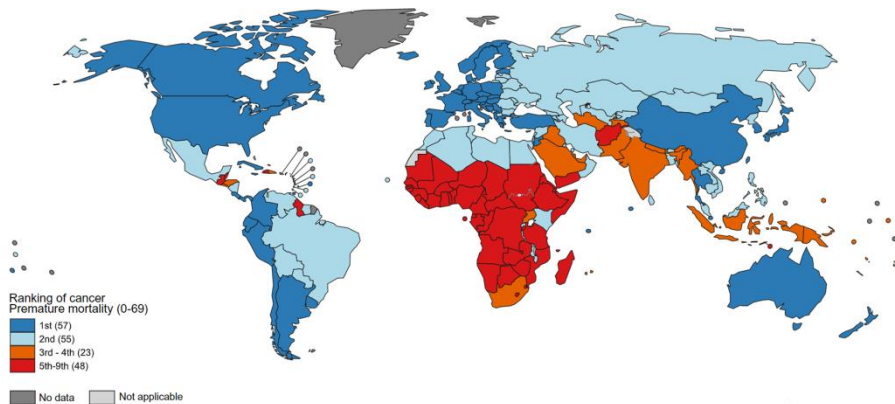 Ranking of cancer
Premature mortality (0-69)
1st (57)
2nd (55)
3rd - 4th (23)
5th-9th (48)
No data
Not applicable